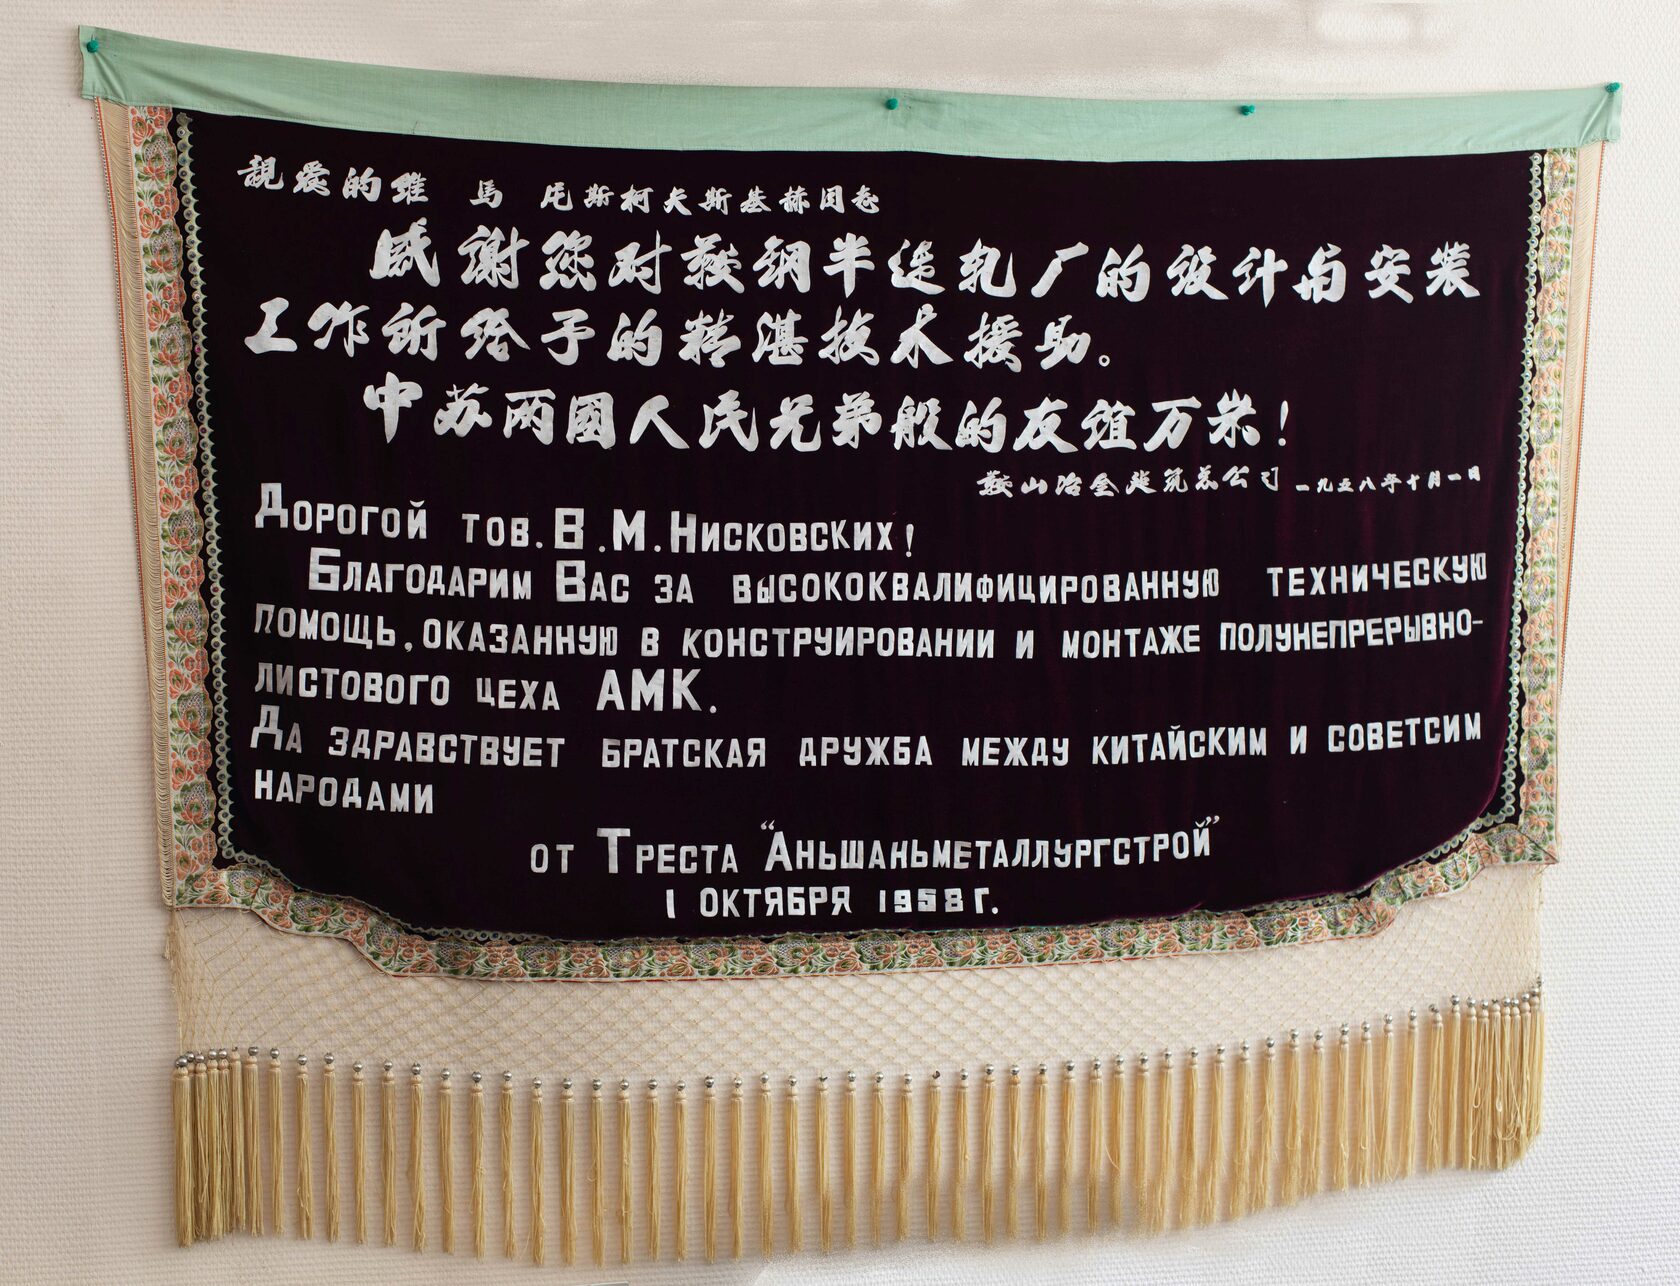 親爱的維 馬 尼斯柯夫斯基赫同志
感謝您对鞍钢半连轧厂的设计与安装
工作所给予的精湛技术援助。
中苏两國人民兄弟般的友谊万岁!
鞍山冶金建筑总公司 一九五八年十月一日
Дорогой тов. В.М. Нисковских!
Благодарим Вас за высококвалифицированную техническую
помощь, оказанную в конструировании и монтаже полунепрерывно-
листового цеха АМК.
Да здравствует братская дружба между китайским и советсим
народами
от Треста "Аньшаньметаллургстрой"
1 октября 1958 г.